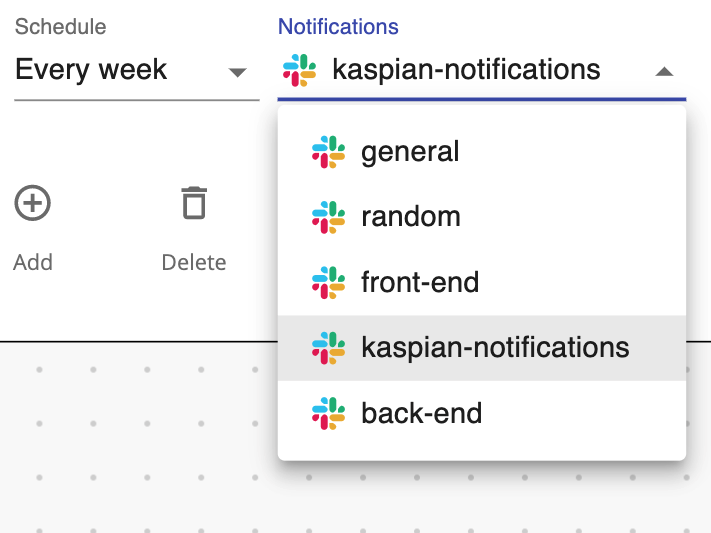 Schedule
Notifications
Every week
kaspian-notifications
general
random
front-end
kaspian-notifications
back-end
Add
Delete